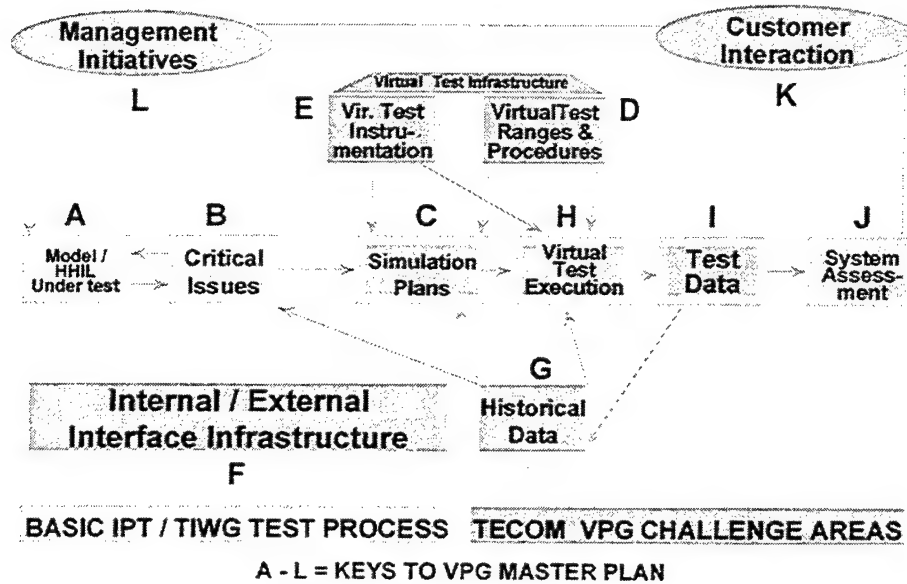 Management
Initiatives
L
Customer
Interaction
K
Virtual Test Infrastructure
E
Vir. Test
Instru-
mentation
VirtualTest
Ranges &
Procedures
D
A
B
C
H
I
J
Model /
HHIL
Under test
Critical
Issues
Simulation
Plans
Virtual
Test
Execution
Test
Data
System
Assess-
ment
G
Historical
Data
Internal / External
Interface Infrastructure
F
BASIC IPT / TIWG TEST PROCESS
TECOM VPG CHALLENGE AREAS
A - L = KEYS TO VPG MASTER PLAN